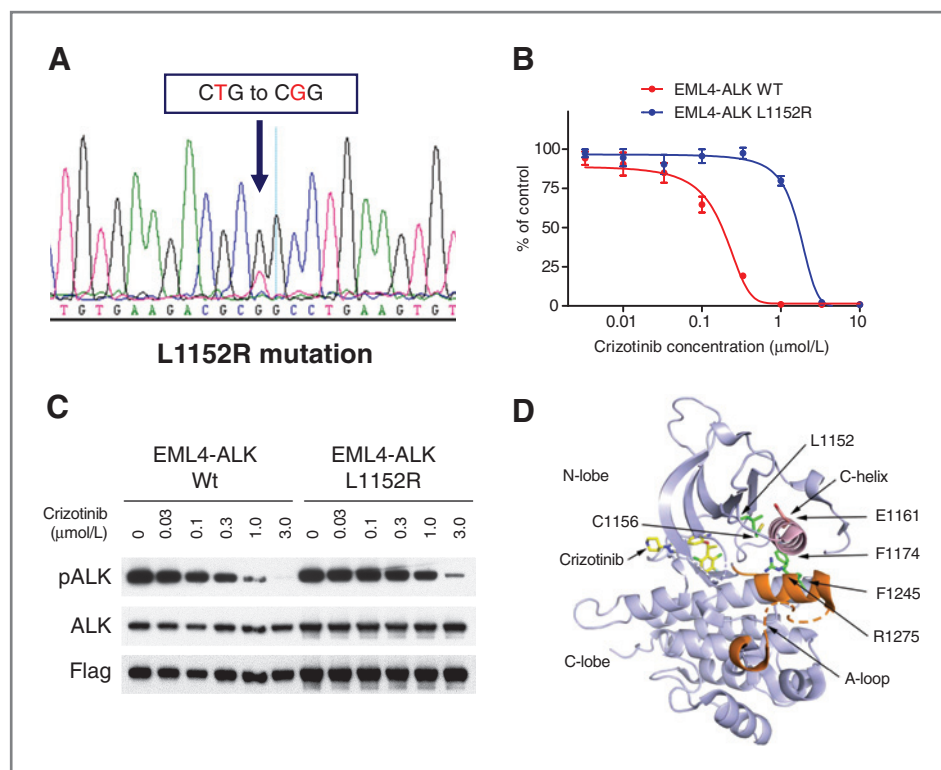 A
CTG to CGG
T G T G A A G A C G C G G C C T G A A G T G T
L1152R mutation
B
EML4-ALK WT
EML4-ALK L1152R
% of control
100
75
50
25
0
0.01 0.1 1 10
Crizotinib concentration (μmol/L)
C
EML4-ALK Wt
EML4-ALK L1152R
Crizotinib (μmol/L)
0 0.03 0.1 0.3 1.0 3.0 0 0.03 0.1 0.3 1.0 3.0
pALK
ALK
Flag
D
L1152
N-lobe
C-helix
C1156
E1161
Crizotinib
F1174
F1245
R1275
C-lobe
A-loop